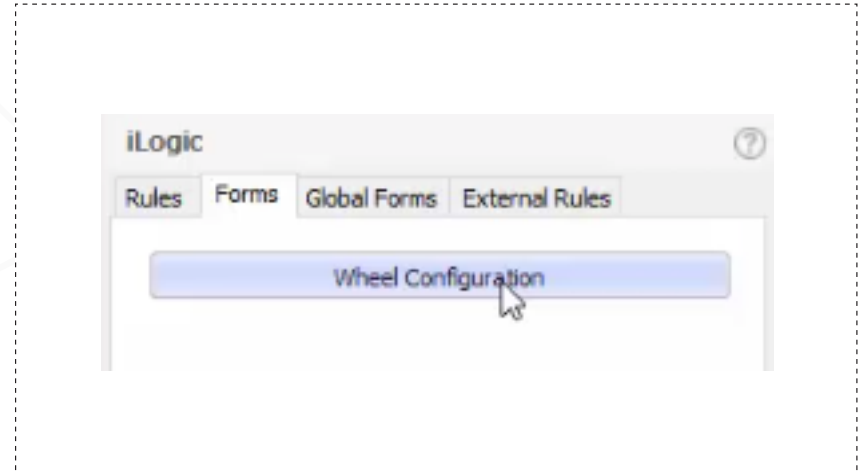 iLogic
Rules Forms Global Forms External Rules
Wheel Configuration